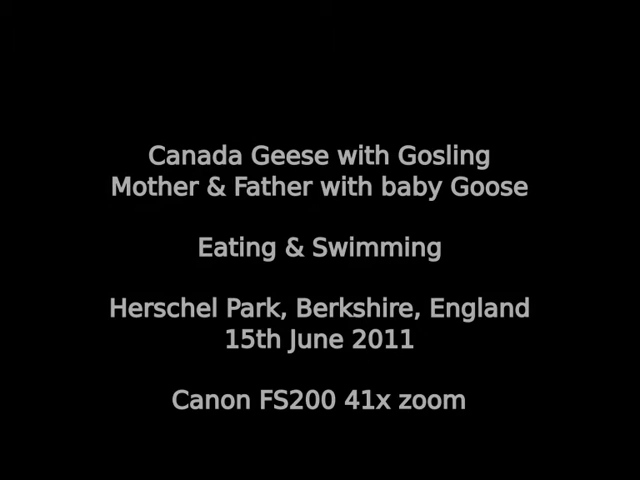 Canada Geese with Gosling
Mother & Father with baby Goose
Eating & Swimming
Herschel Park, Berkshire, England
15th June 2011
Canon FS200 41x zoom